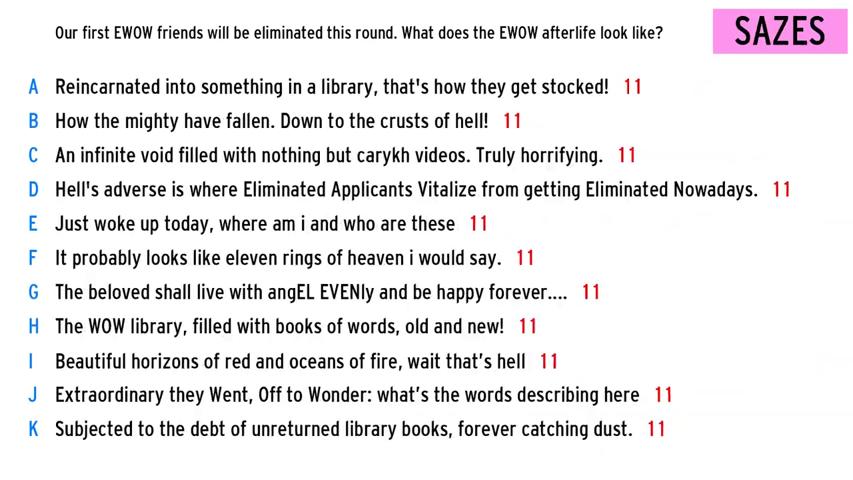 Our first EWOW friends will be eliminated this round. What does the EWOW afterlife look like?
SAZES
A Reincarnated into something in a library, that's how they get stocked! 11
B How the mighty have fallen. Down to the crusts of hell! 11
C An infinite void filled with nothing but carykh videos. Truly horrifying. 11
D Hell's adverse is where Eliminated Applicants Vitalize from getting Eliminated Nowadays. 11
E Just woke up today, where am i and who are these 11
F It probably looks like eleven rings of heaven i would say. 11
G The beloved shall live with angEL EVENly and be happy forever.... 11
H The WOW library, filled with books of words, old and new! 11
I Beautiful horizons of red and oceans of fire, wait that’s hell 11
J Extraordinary they Went, Off to Wonder: what’s the words describing here 11
K Subjected to the debt of unreturned library books, forever catching dust. 11